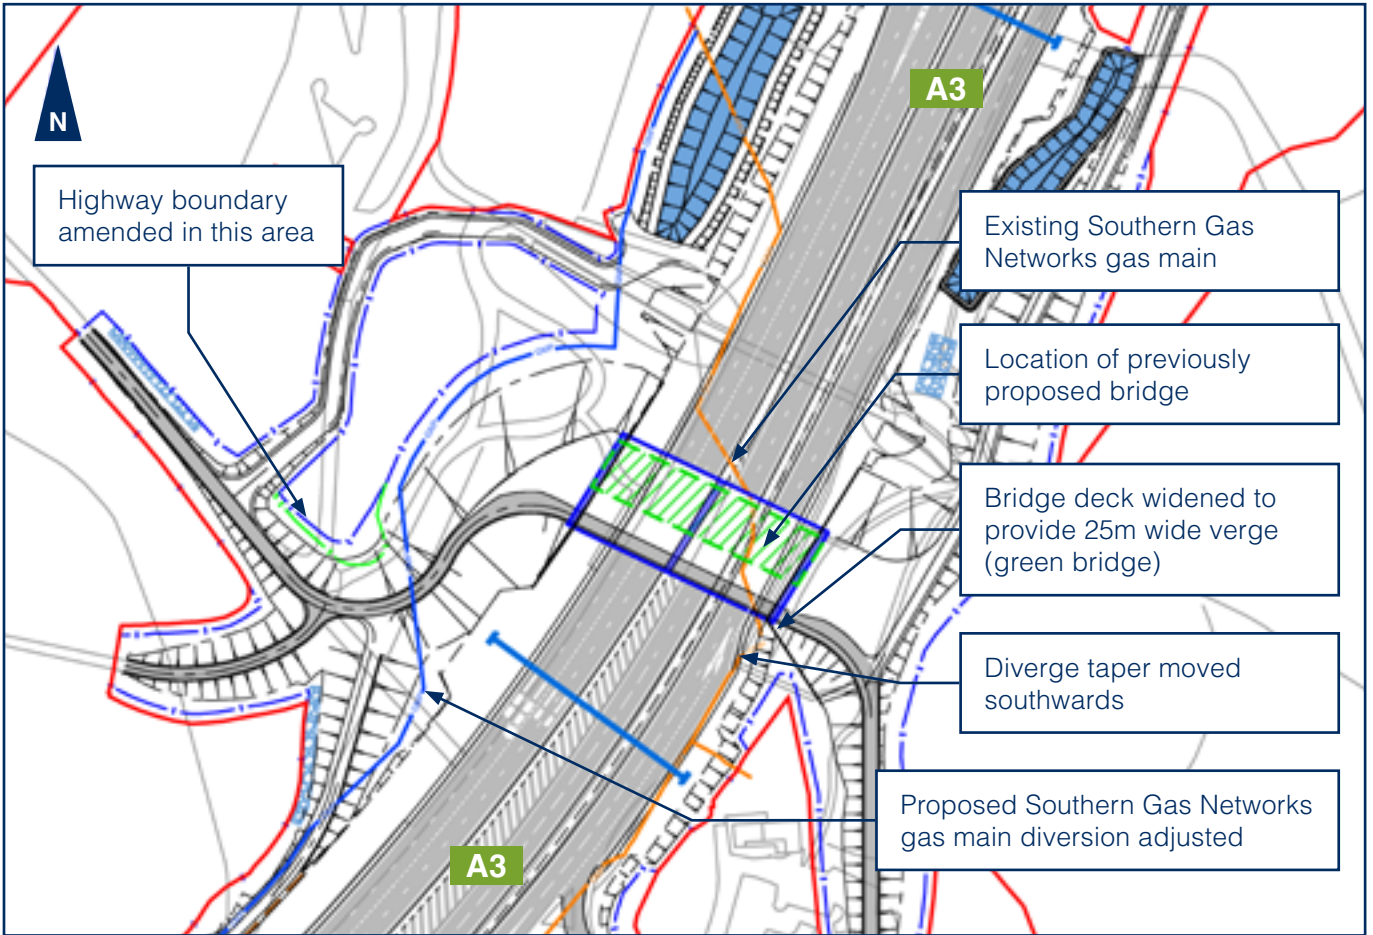 A3
N
Highway boundary
amended in this area
Existing Southern Gas
Networks gas main
Location of previously
proposed bridge
Bridge deck widened to
provide 25m wide verge
(green bridge)
Diverge taper moved
southwards
Proposed Southern Gas Networks
gas main diversion adjusted
A3